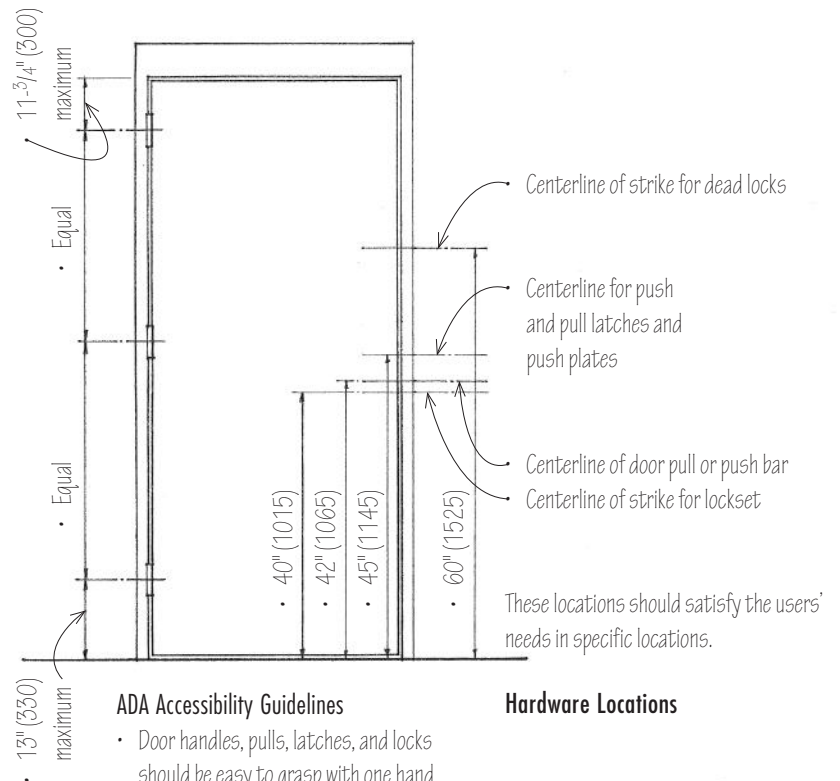 11-3/4" (300)
maximum
• Equal
• Equal
• 13" (330)
maximum
• 40" (1015)
• 42" (1065)
• 45" (1145)
• 60" (1525)
• Centerline of strike for dead locks
• Centerline for push
and pull latches and
push plates
• Centerline of door pull or push bar
• Centerline of strike for lockset
These locations should satisfy the users'
needs in specific locations.
Hardware Locations
ADA Accessibility Guidelines
• Door handles, pulls, latches, and locks
should be easy to grasp with one hand